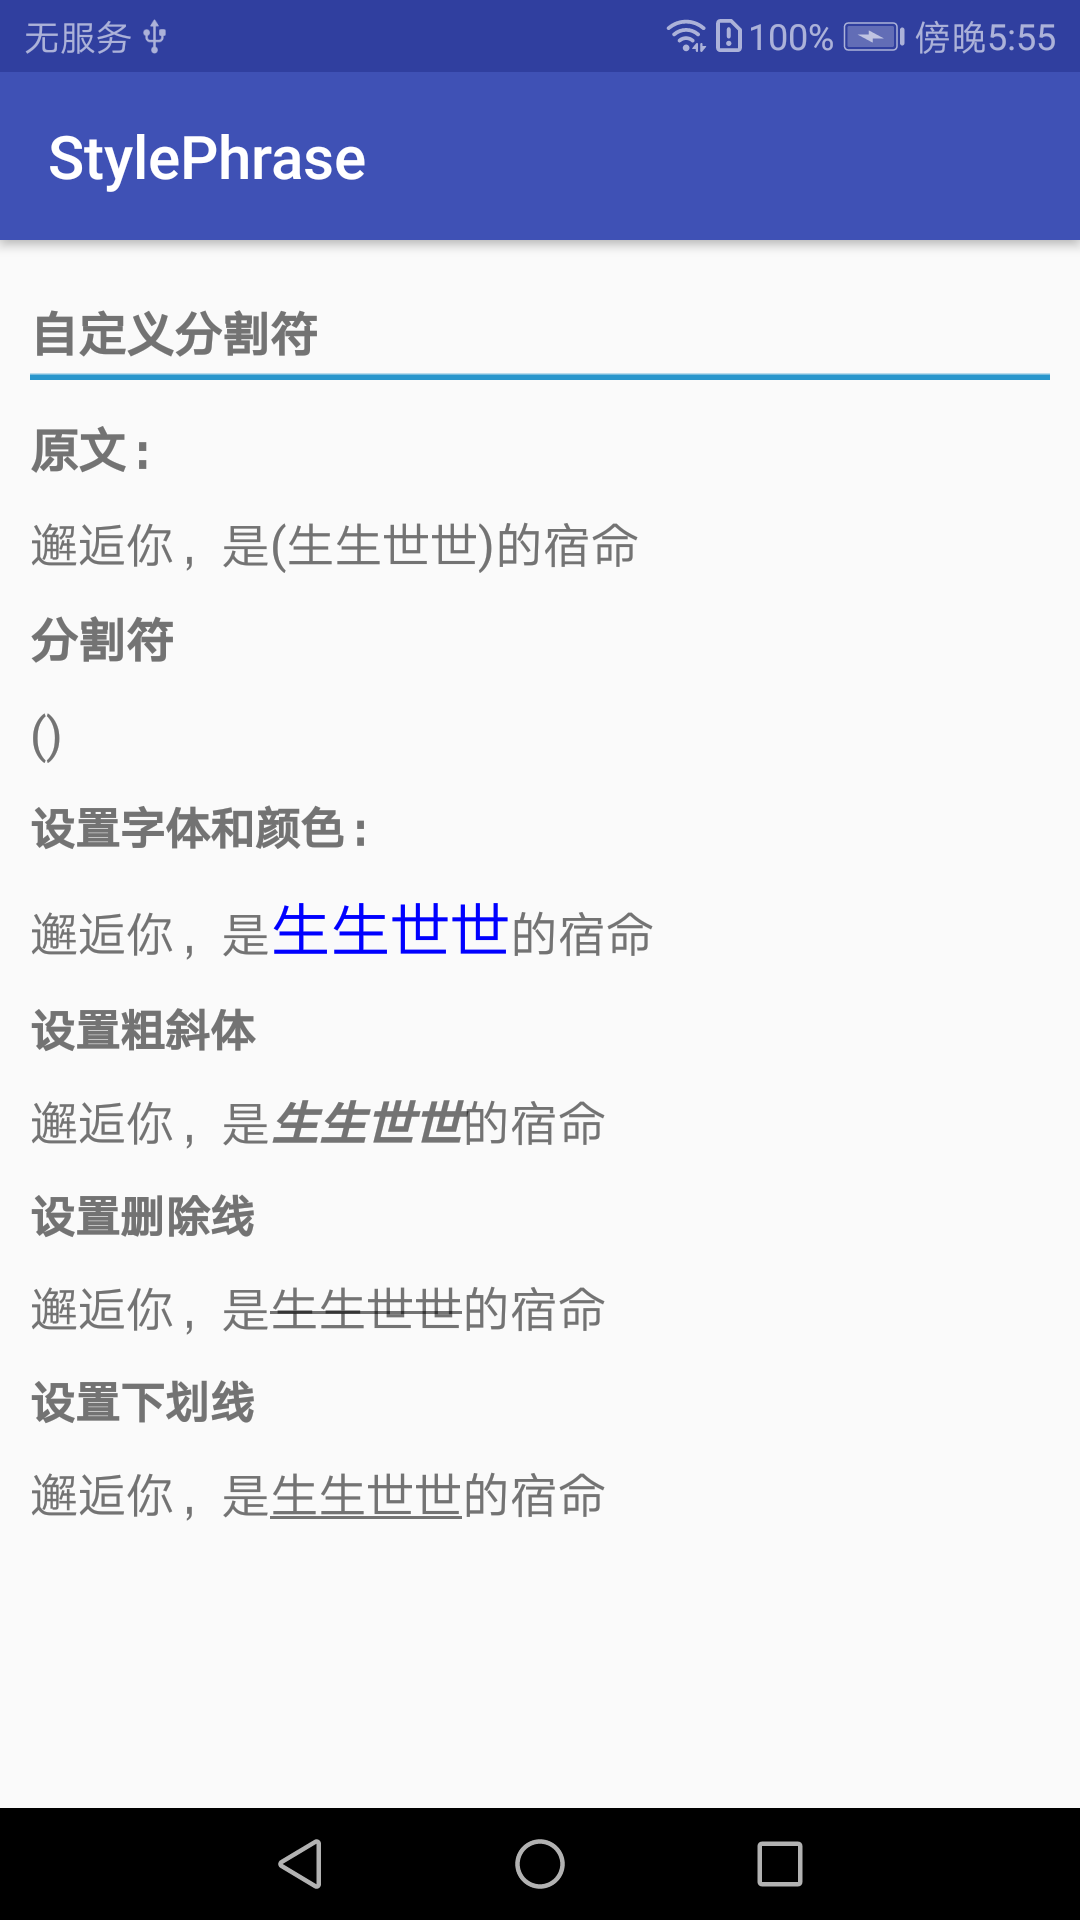 无服务 100% 傍晚5:55
StylePhrase
自定义分割符
原文:
邂逅你, 是(生生世世)的宿命
分割符
()
设置字体和颜色:
邂逅你, 是生生世世的宿命
设置粗斜体
邂逅你, 是生生世世的宿命
设置删除线
邂逅你, 是生生世世的宿命
设置下划线
邂逅你, 是生生世世的宿命